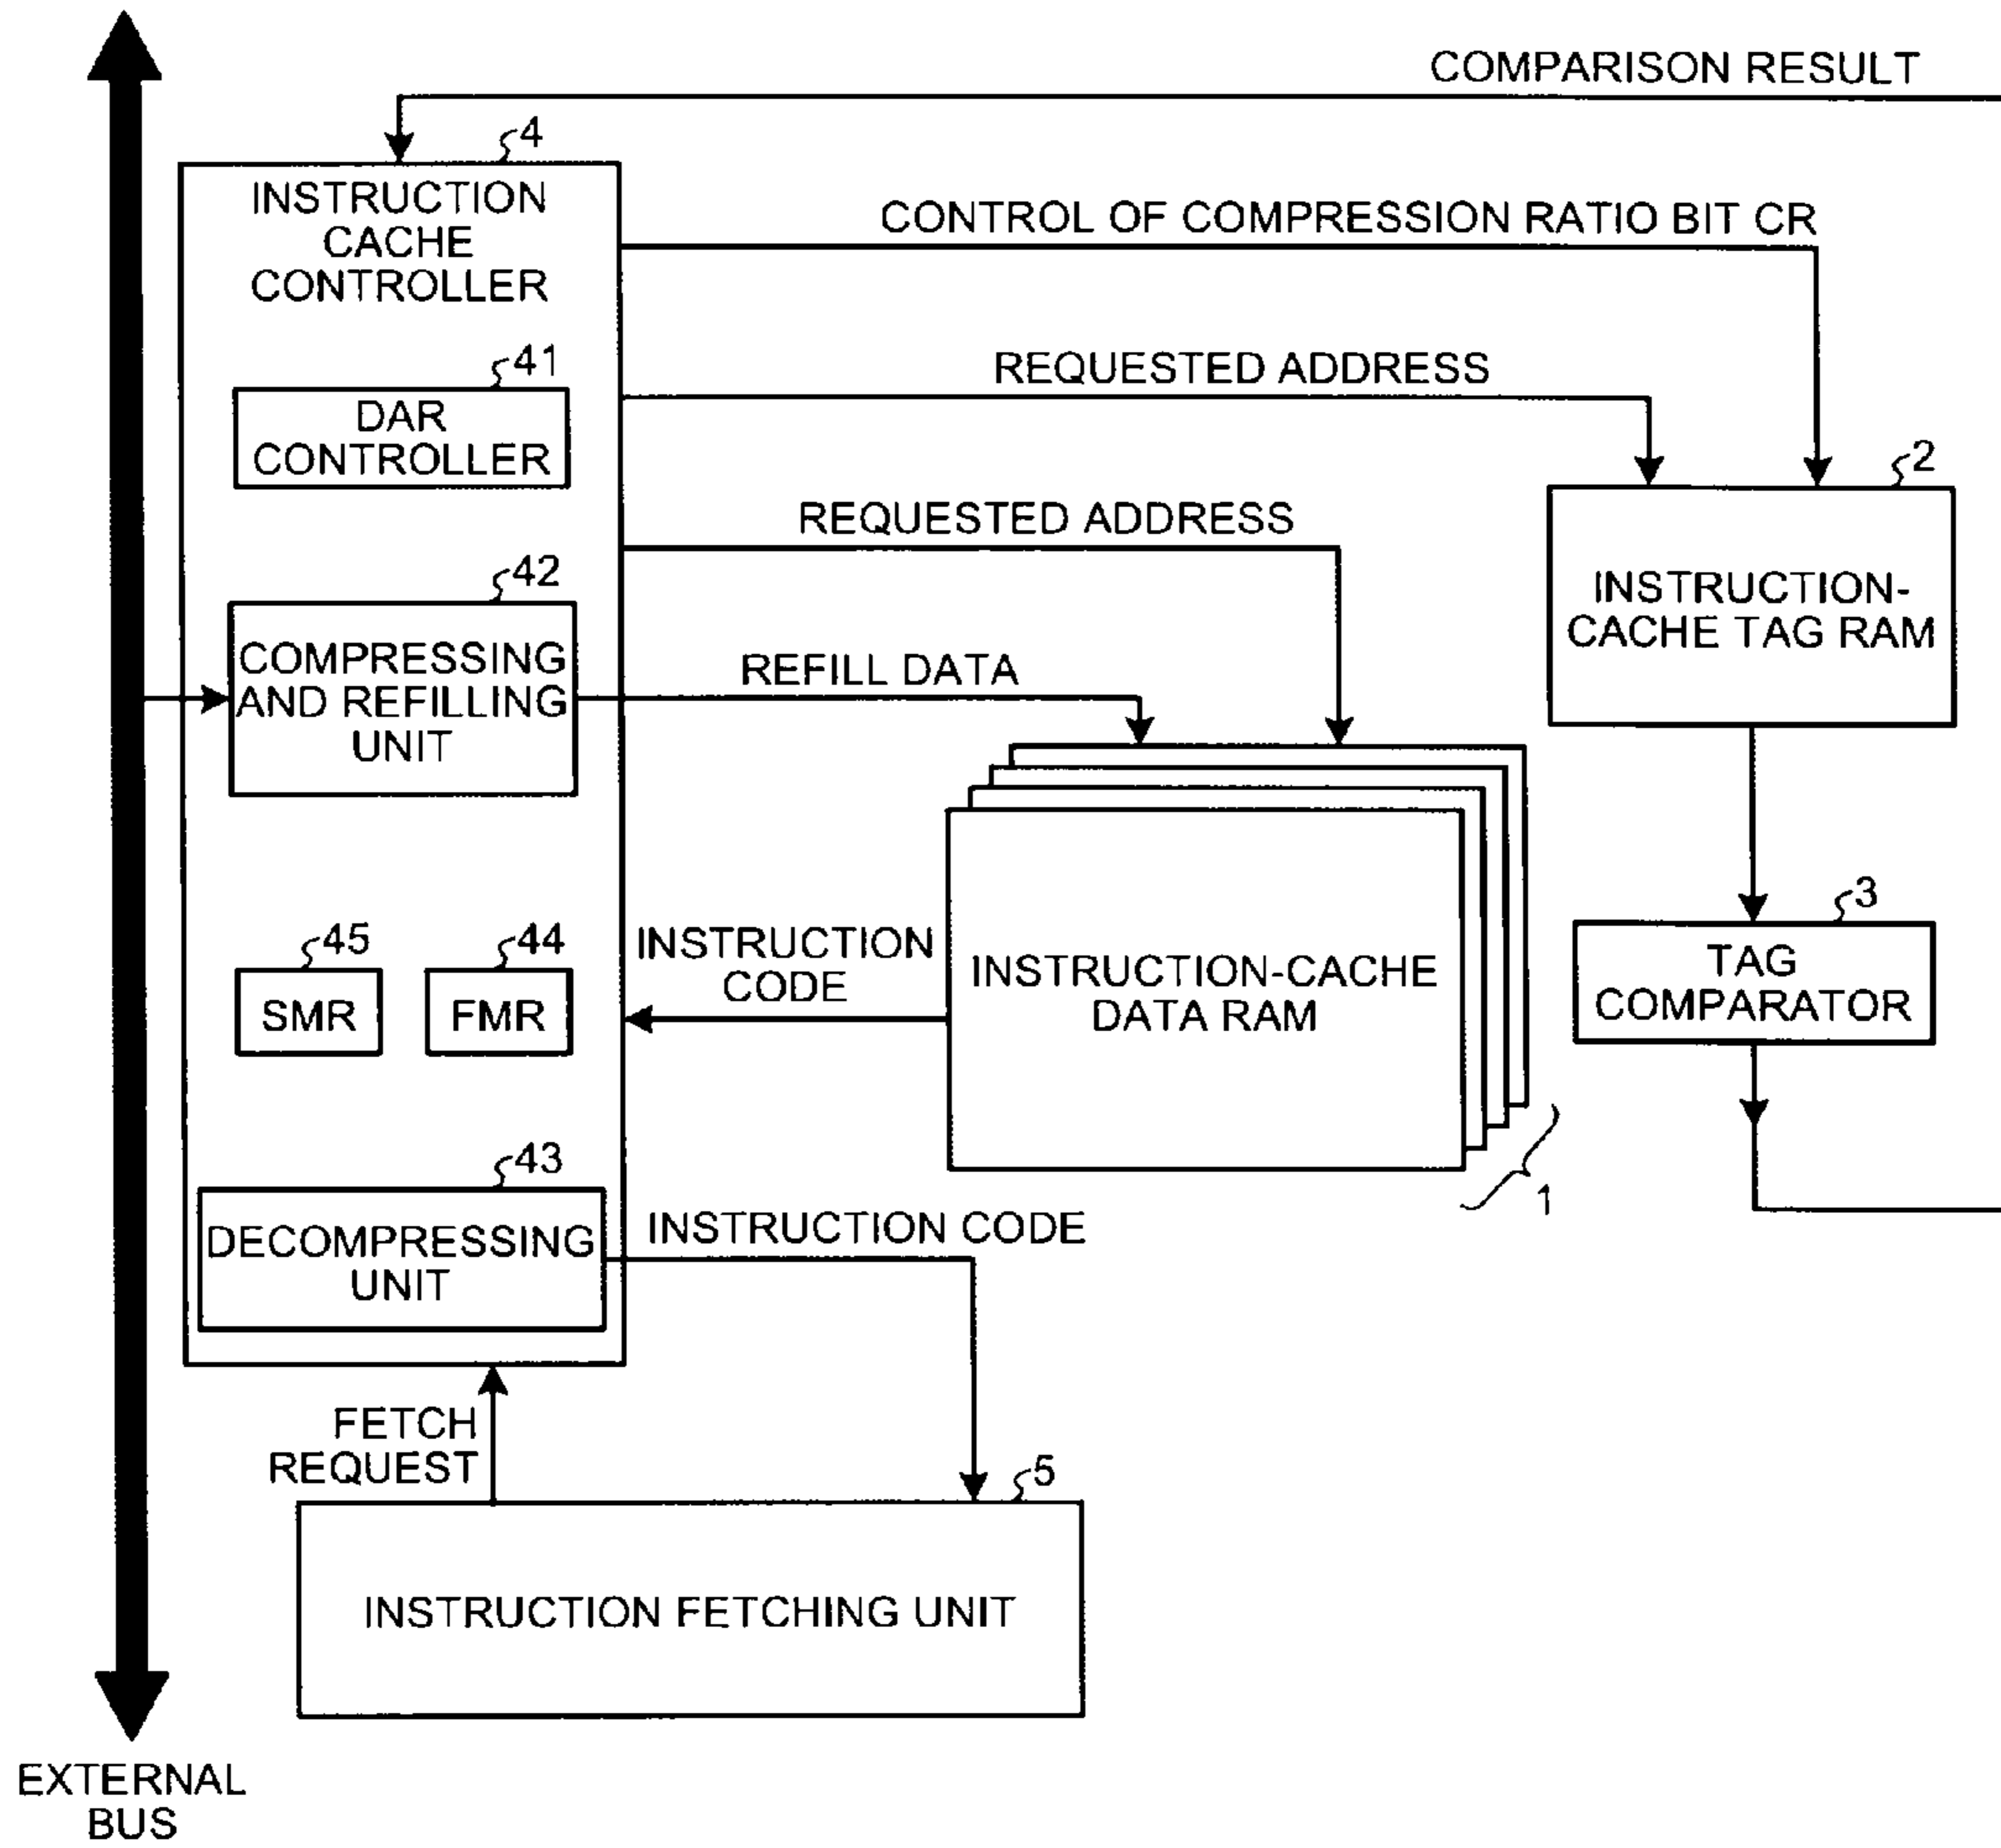 COMPARISON RESULT
4
INSTRUCTION
CACHE
CONTROLLER
CONTROL OF COMPRESSION RATIO BIT CR
41
DAR
CONTROLLER
REQUESTED ADDRESS
2
INSTRUCTION-
CACHE TAG RAM
REQUESTED ADDRESS
42
COMPRESSING
AND REFILLING
UNIT
REFILL DATA
3
TAG
COMPARATOR
45
SMR
44
FMR
INSTRUCTION
CODE
INSTRUCTION-CACHE
DATA RAM
1
43
DECOMPRESSING
UNIT
INSTRUCTION CODE
FETCH
REQUEST
5
INSTRUCTION FETCHING UNIT
EXTERNAL
BUS